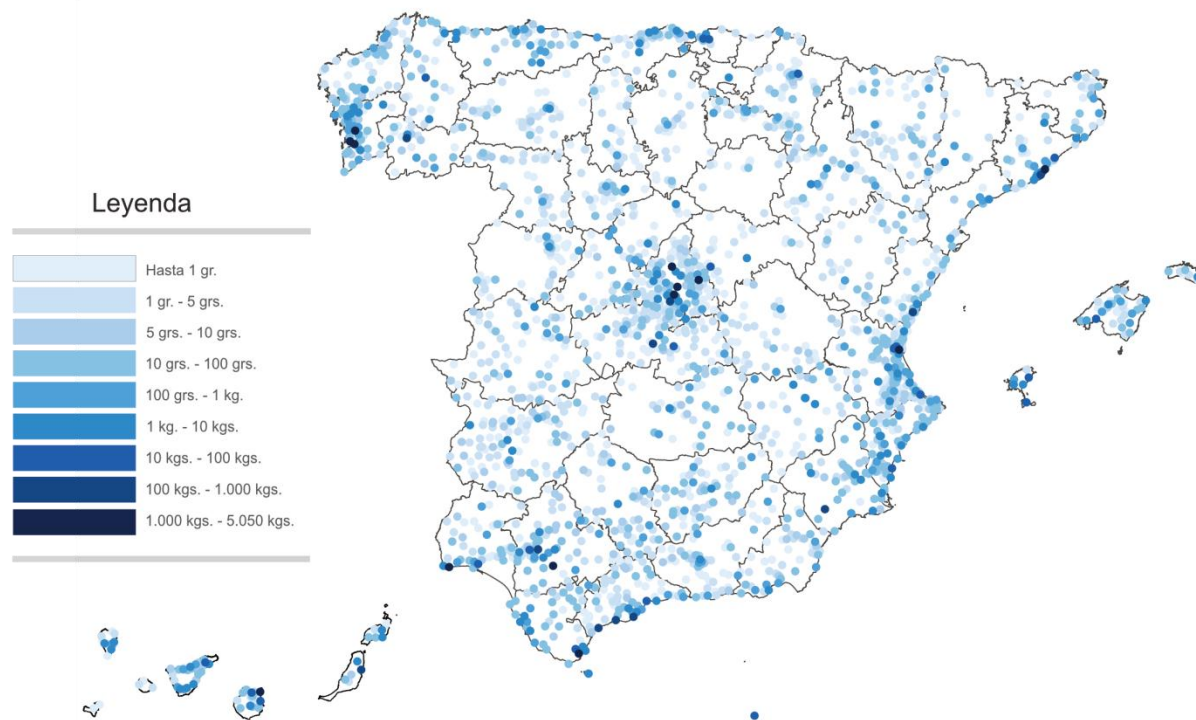 Leyenda
Hasta 1 gr.
1 gr. - 5 grs.
5 grs. - 10 grs.
10 grs. - 100 grs.
100 grs. - 1 kg.
1 kg. - 10 kgs.
10 kgs. - 100 kgs.
100 kgs. - 1.000 kgs.
1.000 kgs. - 5.050 kgs.